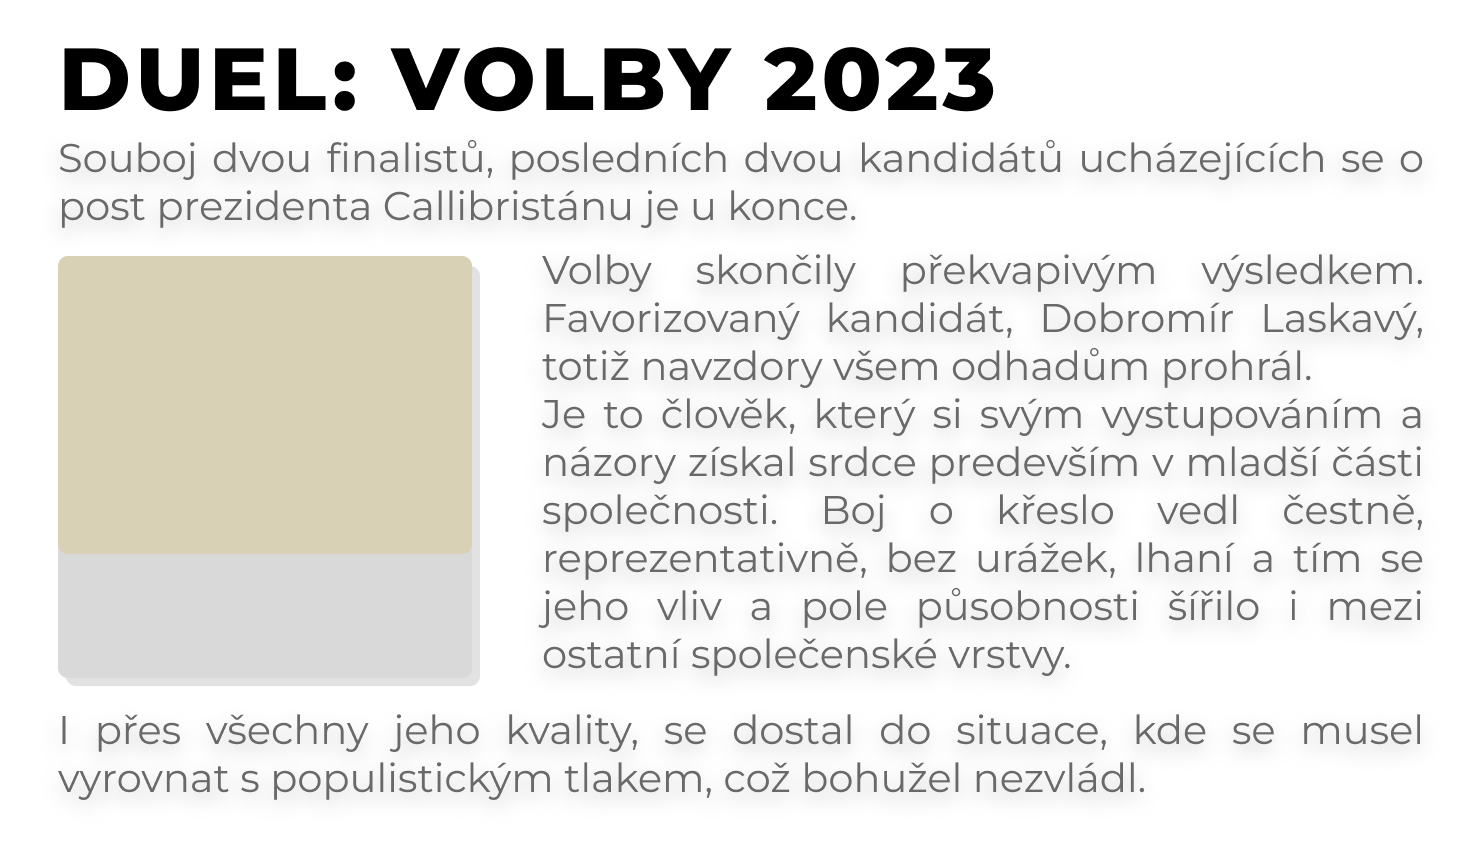 DUEL: VOLBY 2023
Souboj dvou finalistů, posledních dvou kandidátů ucházejících se o
post prezidenta Callibristánu je u konce.
Volby skončily překvapivým výsledkem.
Favorizovaný kandidát, Dobromír Laskavý,
totiž navzdory všem odhadům prohrál.
Je to člověk, který si svým vystupováním a
názory získal srdce predevším v mladší části
společnosti. Boj o křeslo vedl čestně,
reprezentativně, bez urážek, lhaní a tím se
jeho vliv a pole působnosti šířilo i mezi
ostatní společenské vrstvy.
I přes všechny jeho kvality, se dostal do situace, kde se musel
vyrovnat s populistickým tlakem, což bohužel nezvládl.